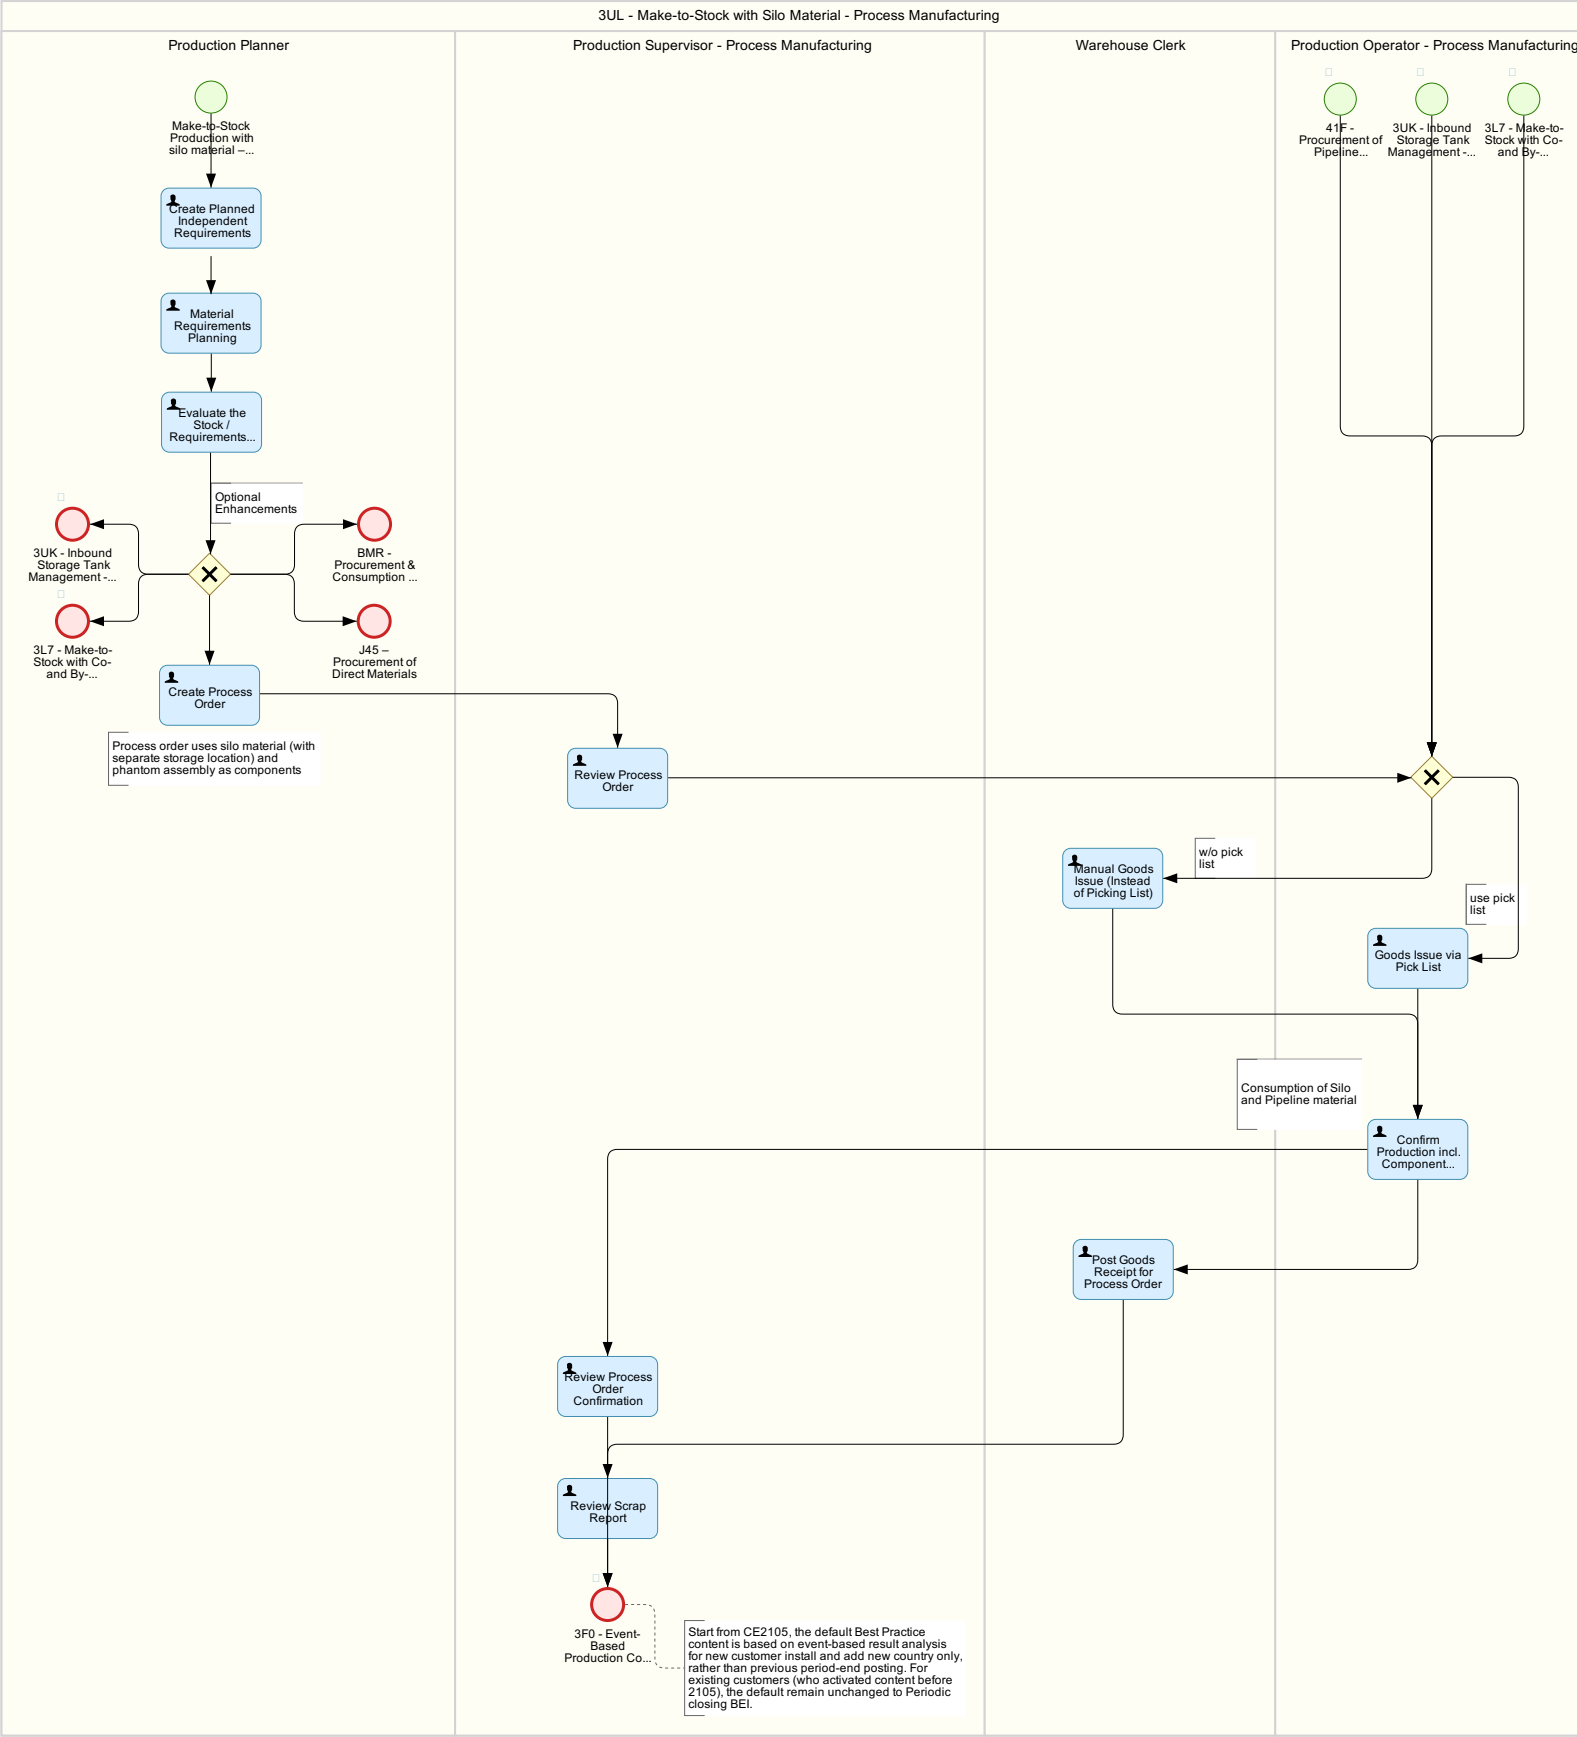 3UL - Make-to-Stock with Silo Material - Process Manufacturing
Production Planner
Production Supervisor - Process Manufacturing
Warehouse Clerk
Production Operator - Process Manufacturing
Make-to-Stock
Production with
silo material –...
41F -
Procurement of
Pipeline...
3UK - Inbound
Storage Tank
Management -...
3L7 - Make-to-
Stock with Co-
and By-...
Create Planned
Independent
Requirements
Material
Requirements
Planning
Evaluate the
Stock /
Requirements...
Optional
Enhancements
3UK - Inbound
Storage Tank
Management -...
BMR -
Procurement &
Consumption ...
3L7 - Make-to-
Stock with Co-
and By-...
J45 –
Procurement of
Direct Materials
Create Process
Order
Process order uses silo material (with
separate storage location) and
phantom assembly as components
Review Process
Order
w/o pick
list
Manual Goods
Issue (Instead
of Picking List)
use pick
list
Goods Issue via
Pick List
Consumption of Silo
and Pipeline material
Confirm
Production incl.
Component...
Post Goods
Receipt for
Process Order
Review Process
Order
Confirmation
Review Scrap
Report
3F0 - Event-
Based
Production Co...
Start from CE2105, the default Best Practice
content is based on event-based result analysis
for new customer install and add new country only,
rather than previous period-end posting. For
existing customers (who activated content before
2105), the default remain unchanged to Periodic
closing BEI.